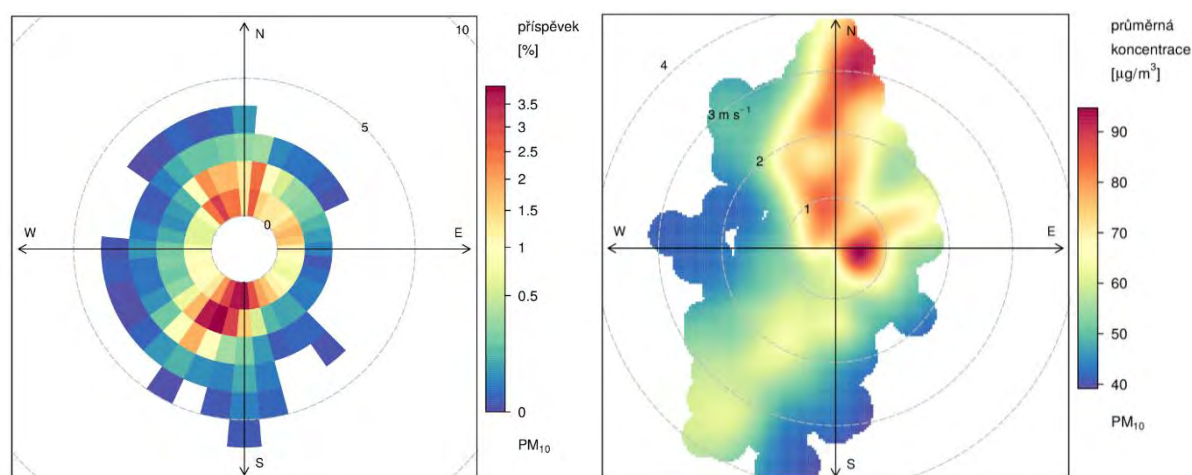 10
N
příspěvek
[%]
5
3.5
3
2.5
0
1.5
W
E
1
0.5
0
S
PM10
4
N
průměrná
koncentrace
[µg/m³]
3 m s⁻¹
90
2
80
1
70
W
E
60
50
40
S
PM10